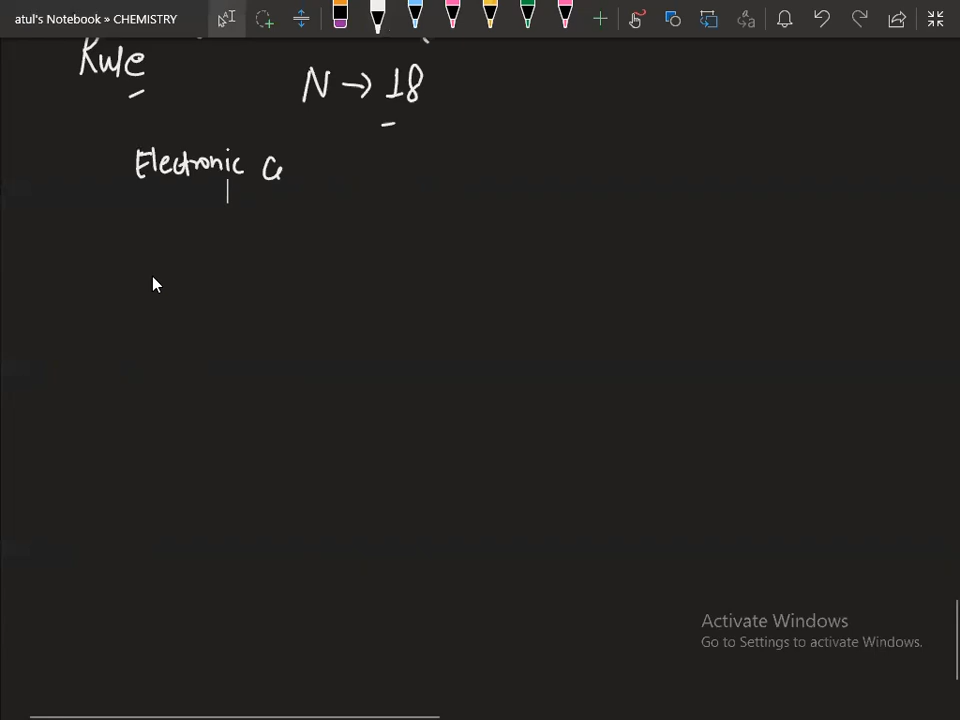 atul's Notebook » CHEMISTRY
Rule
N → 18
Electronic
Activate Windows
Go to Settings to activate Windows.